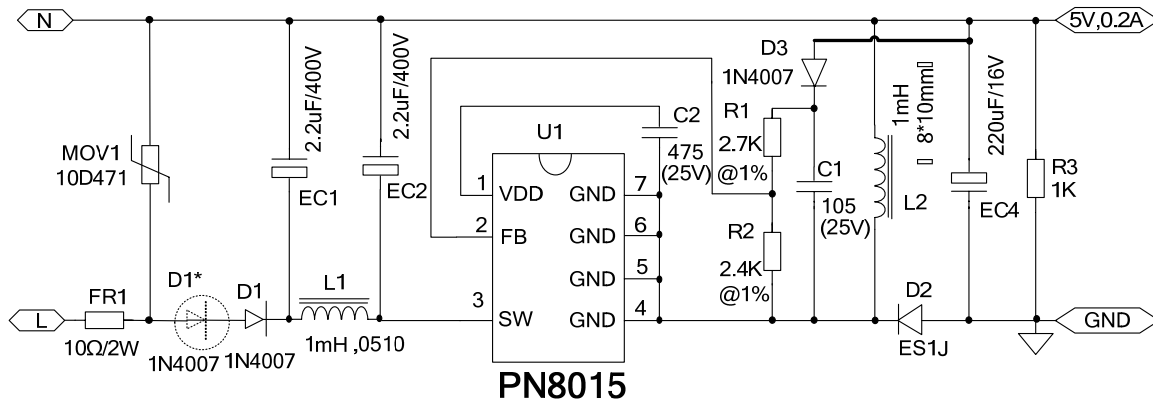 N
5V,0.2A
D3
1N4007
2.2uF/400V
2.2uF/400V
1mH
8*10mm
220uF/16V
U1
C2
475
(25V)
R1
2.7K
@1%
MOV1
10D471
EC1
EC2
1
VDD
GND
7
C1
105
(25V)
L2
EC4
R3
1K
2
FB
GND
6
R2
2.4K
@1%
GND
5
D1*
D1
L1
3
SW
GND
4
D2
FR1
L
GND
10Ω/2W
1N4007
1N4007
1mH ,0510
ES1J
PN8015